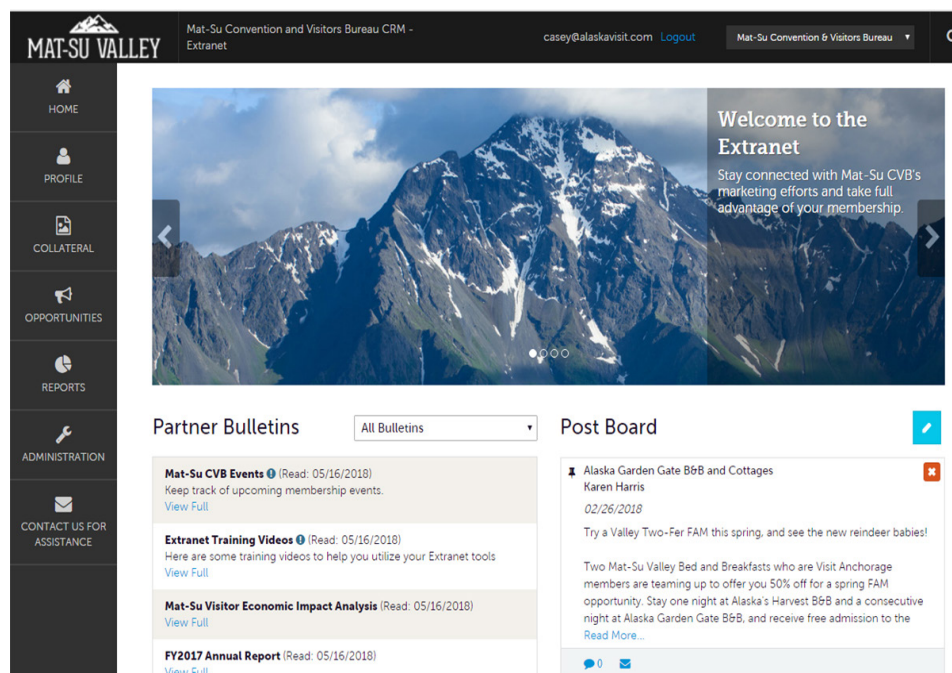 MAT-SU VALLEY
Mat-Su Convention and Visitors Bureau CRM -
Extranet
casey@alaskavisit.com Logout
Mat-Su Convention & Visitors Bureau
HOME
PROFILE
COLLATERAL
OPPORTUNITIES
REPORTS
ADMINISTRATION
CONTACT US FOR
ASSISTANCE
Welcome to the
Extranet
Stay connected with Mat-Su CVB's
marketing efforts and take full
advantage of your membership.
Partner Bulletins
All Bulletins
Mat-Su CVB Events (Read: 05/16/2018)
Keep track of upcoming membership events.
View Full
Extranet Training Videos (Read: 05/16/2018)
Here are some training videos to help you utilize your Extranet tools
View Full
Mat-Su Visitor Economic Impact Analysis (Read: 05/16/2018)
View Full
FY2017 Annual Report (Read: 05/16/2018)
View Full
Post Board
Alaska Garden Gate B&B and Cottages
Karen Harris
02/26/2018
Try a Valley Two-Fer FAM this spring, and see the new reindeer babies!
Two Mat-Su Valley Bed and Breakfasts who are Visit Anchorage
members are teaming up to offer you 50% off for a spring FAM
opportunity. Stay one night at Alaska's Harvest B&B and a consecutive
night at Alaska Garden Gate B&B, and receive free admission to the
Read More...
0